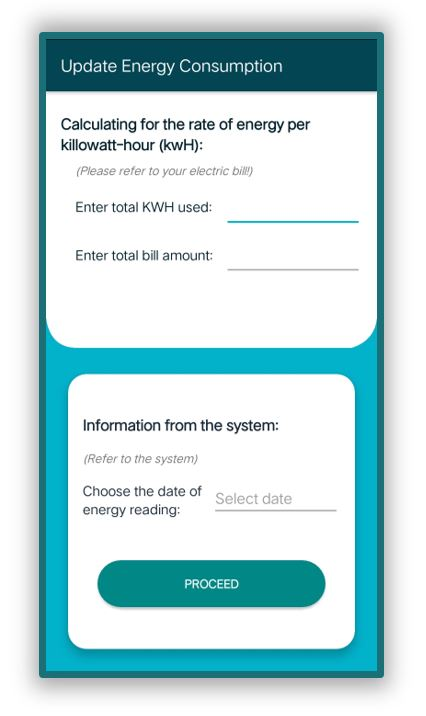 Update Energy Consumption
Calculating for the rate of energy per
killowatt-hour (kwH):
(Please refer to your electric bill!)
Enter total KWH used:
Enter total bill amount:
Information from the system:
(Refer to the system)
Choose the date of
energy reading:
Select date
PROCEED